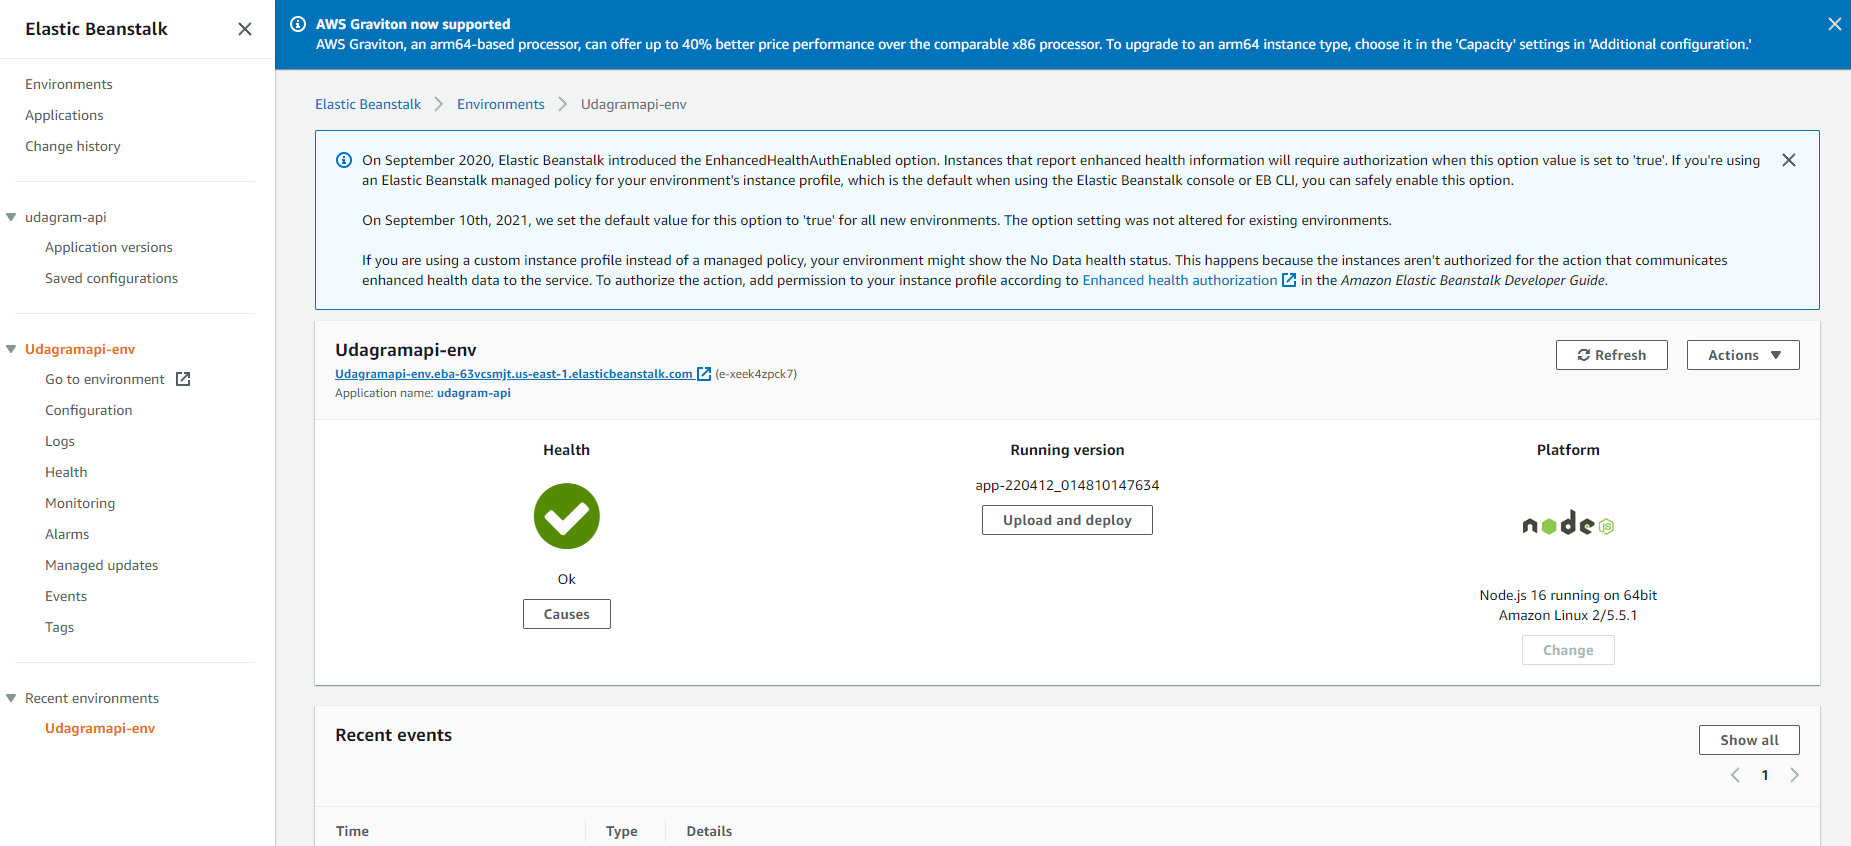 Elastic Beanstalk
Environments
Applications
Change history
udagram-api
Application versions
Saved configurations
Udagramapi-env
Go to environment
Configuration
Logs
Health
Monitoring
Alarms
Managed updates
Events
Tags
Recent environments
Udagramapi-env
AWS Graviton now supported
AWS Graviton, an arm64-based processor, can offer up to 40% better price performance over the comparable x86 processor. To upgrade to an arm64 instance type, choose it in the 'Capacity' settings in 'Additional configuration.'
Elastic Beanstalk Environments Udagramapi-env
On September 2020, Elastic Beanstalk introduced the EnhancedHealthAuthEnabled option. Instances that report enhanced health information will require authorization when this option value is set to 'true'. If you're using
an Elastic Beanstalk managed policy for your environment's instance profile, which is the default when using the Elastic Beanstalk console or EB CLI, you can safely enable this option.
On September 10th, 2021, we set the default value for this option to 'true' for all new environments. The option setting was not altered for existing environments.
If you are using a custom instance profile instead of a managed policy, your environment might show the No Data health status. This happens because the instances aren't authorized for the action that communicates
enhanced health data to the service. To authorize the action, add permission to your instance profile according to Enhanced health authorization in the Amazon Elastic Beanstalk Developer Guide.
Udagramapi-env
Refresh
Actions
Udagramapi-env.eba-63vcsmjt.us-east-1.elasticbeanstalk.com (e-xeek4zpck7)
Application name: udagram-api
Health
Ok
Causes
Running version
app-220412_014810147634
Upload and deploy
Platform
node JS
Node.js 16 running on 64bit
Amazon Linux 2/5.5.1
Change
Recent events
Show all
1
Time Type Details